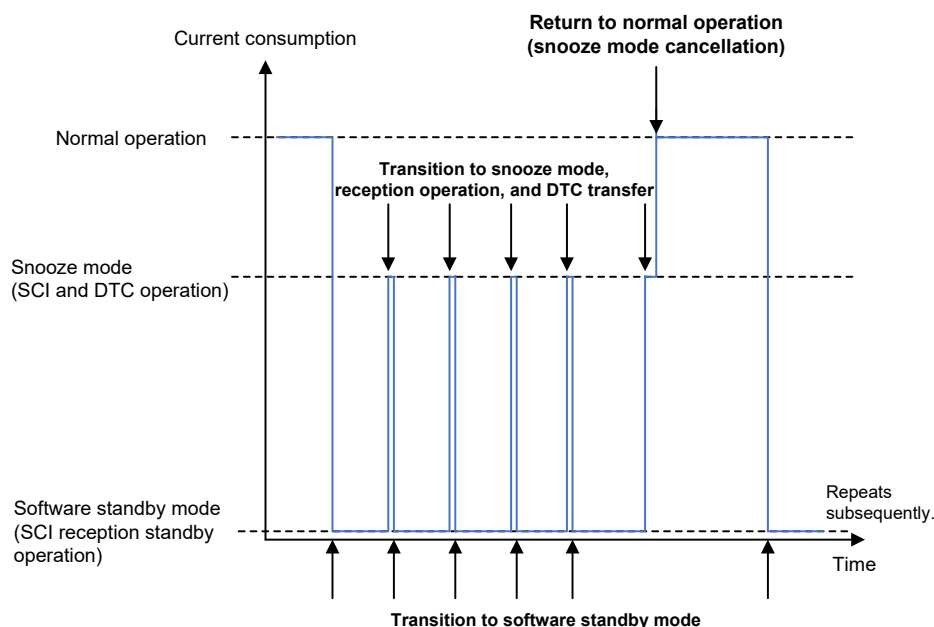 Return to normal operation
(snooze mode cancellation)
Current consumption
Normal operation
Transition to snooze mode,
reception operation, and DTC transfer
Snooze mode
(SCI and DTC operation)
Software standby mode
(SCI reception standby
operation)
Repeats
subsequently.
Time
Transition to software standby mode